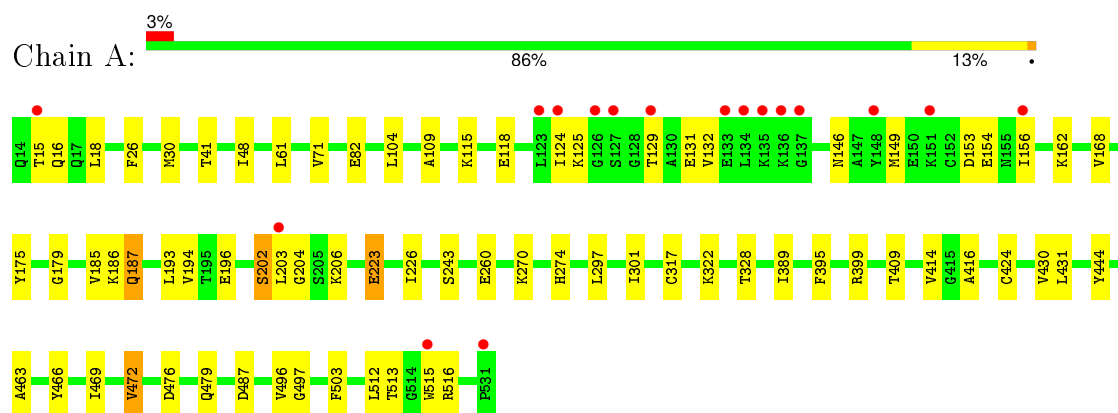 3%
Chain A:
86%
13%
Q14 T15 Q16 Q17 L18 F26 M30 T41 I48 L61 V71 E82 L104 A109 K115 E118 L123 I124 K125 G126 S127 G128 T129 A130 E131 V132 E133 L134 K135 K136 G137 N146 A147 Y148 M149 E150 K151 C152 D153 E154 N155 I156 K162 V168
Y175 G179 V185 K186 Q187 L193 V194 T195 E196 S202 L203 G204 S205 K206 E223 I226 S243 E260 K270 H274 L297 I301 C317 K322 T328 I389 F395 R399 T409 V414 G415 A416 C424 V430 L431 Y444
A463 Y466 I469 V472 D476 Q479 D487 V496 G497 F503 L512 T513 G514 W515 R516 P531